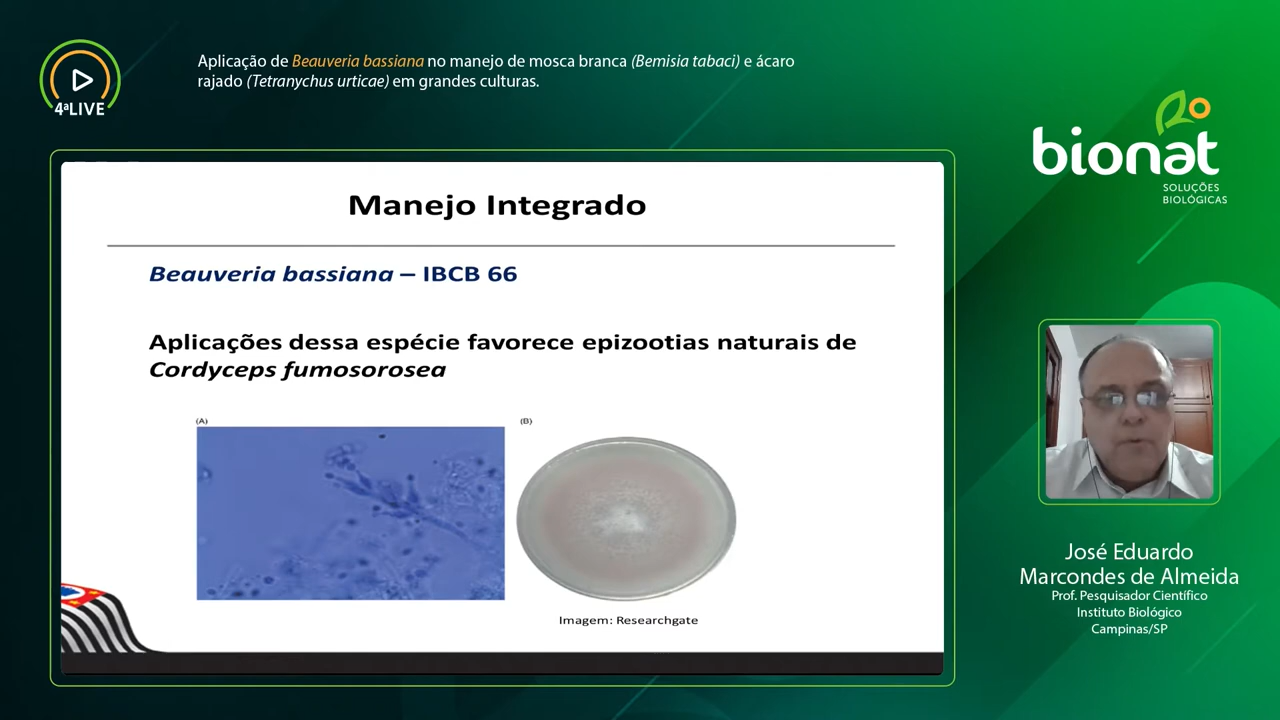 4ªLIVE
Aplicação de Beauveria bassiana no manejo de mosca branca (Bemisia tabaci) e ácaro
rajado (Tetranychus urticae) em grandes culturas.
bionat
SOLUÇÕES
BIOLÓGICAS
Manejo Integrado
Beauveria bassiana – IBCB 66
Aplicações dessa espécie favorece epizootias naturais de
Cordyceps fumosorosea
(A)
(B)
Imagem: Researchgate
José Eduardo
Marcondes de Almeida
Prof. Pesquisador Científico
Instituto Biológico
Campinas/SP